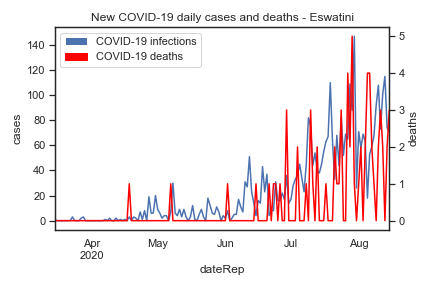 New COVID-19 daily cases and deaths - Eswatini
COVID-19 infections
COVID-19 deaths
cases
140
120
100
80
60
40
20
0
deaths
5
4
3
2
1
0
Apr
2020
May
Jun
Jul
Aug
dateRep